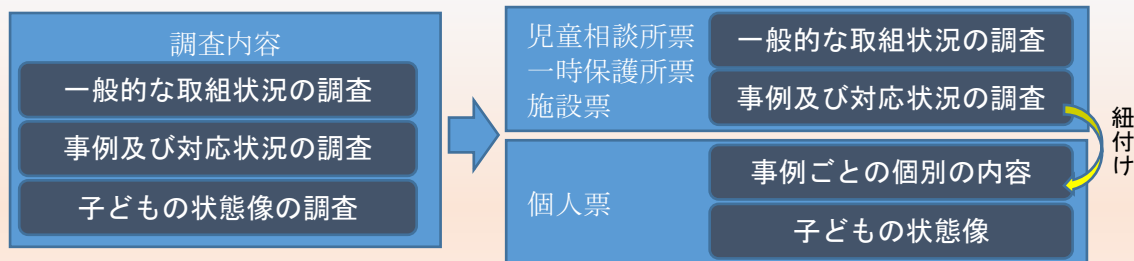 調査内容
一般的な取組状況の調査
事例及び対応状況の調査
子どもの状態像の調査
児童相談所票
一時保護所票
施設票
一般的な取組状況の調査
事例及び対応状況の調査
紐付け
個人票
事例ごとの個別の内容
子どもの状態像